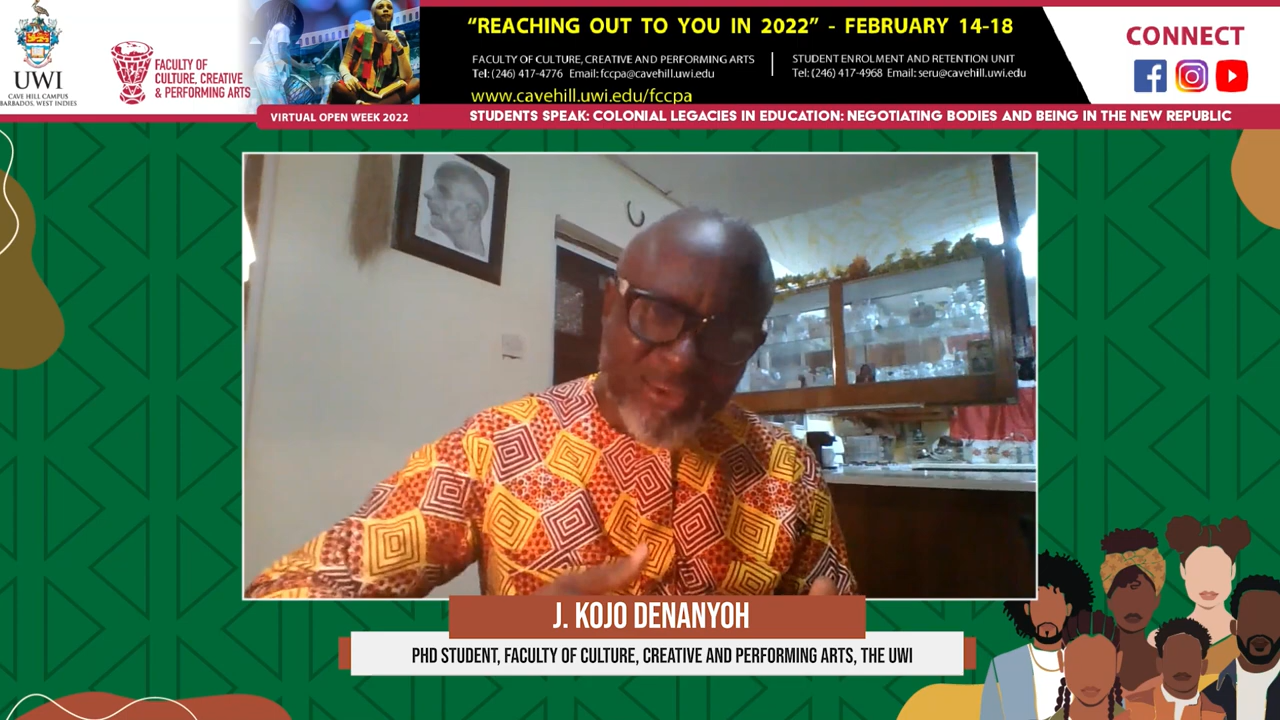 UWI
CAVE HILL CAMPUS
BARBADOS, WEST INDIES
FACULTY OF
CULTURE, CREATIVE
& PERFORMING ARTS
“REACHING OUT TO YOU IN 2022” - FEBRUARY 14-18
FACULTY OF CULTURE, CREATIVE AND PERFORMING ARTS
Tel: (246) 417-4776 Email: fccpa@cavehill.uwi.edu
www.cavehill.uwi.edu/fccpa
STUDENT ENROLMENT AND RETENTION UNIT
Tel: (246) 417-4968 Email: seru@cavehill.uwi.edu
CONNECT
VIRTUAL OPEN WEEK 2022
STUDENTS SPEAK: COLONIAL LEGACIES IN EDUCATION: NEGOTIATING BODIES AND BEING IN THE NEW REPUBLIC
J. KOJO DENANYOH
PHD STUDENT, FACULTY OF CULTURE, CREATIVE AND PERFORMING ARTS, THE UWI